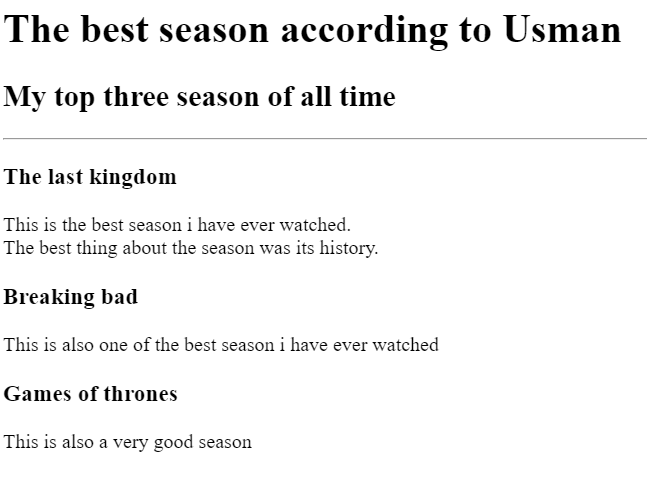 The best season according to Usman
My top three season of all time
The last kingdom
This is the best season i have ever watched.
The best thing about the season was its history.
Breaking bad
This is also one of the best season i have ever watched
Games of thrones
This is also a very good season